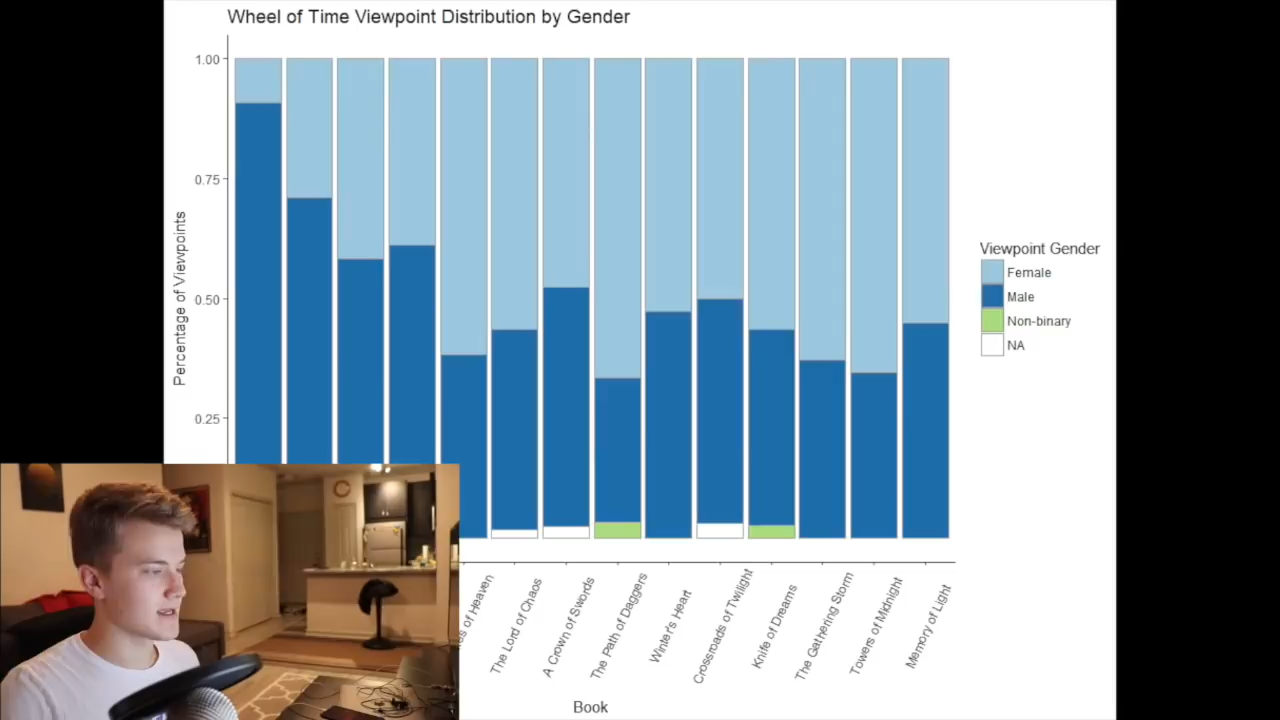 Wheel of Time Viewpoint Distribution by Gender
1.00
0.75
0.50
0.25
Percentage of Viewpoints
Viewpoint Gender
Female
Male
Non-binary
NA
of Heaven
The Lord of Chaos
A Crown of Swords
The Path of Daggers
Winter's Heart
Crossroads of Twilight
Knife of Dreams
The Gathering Storm
Towers of Midnight
Memory of Light
Book